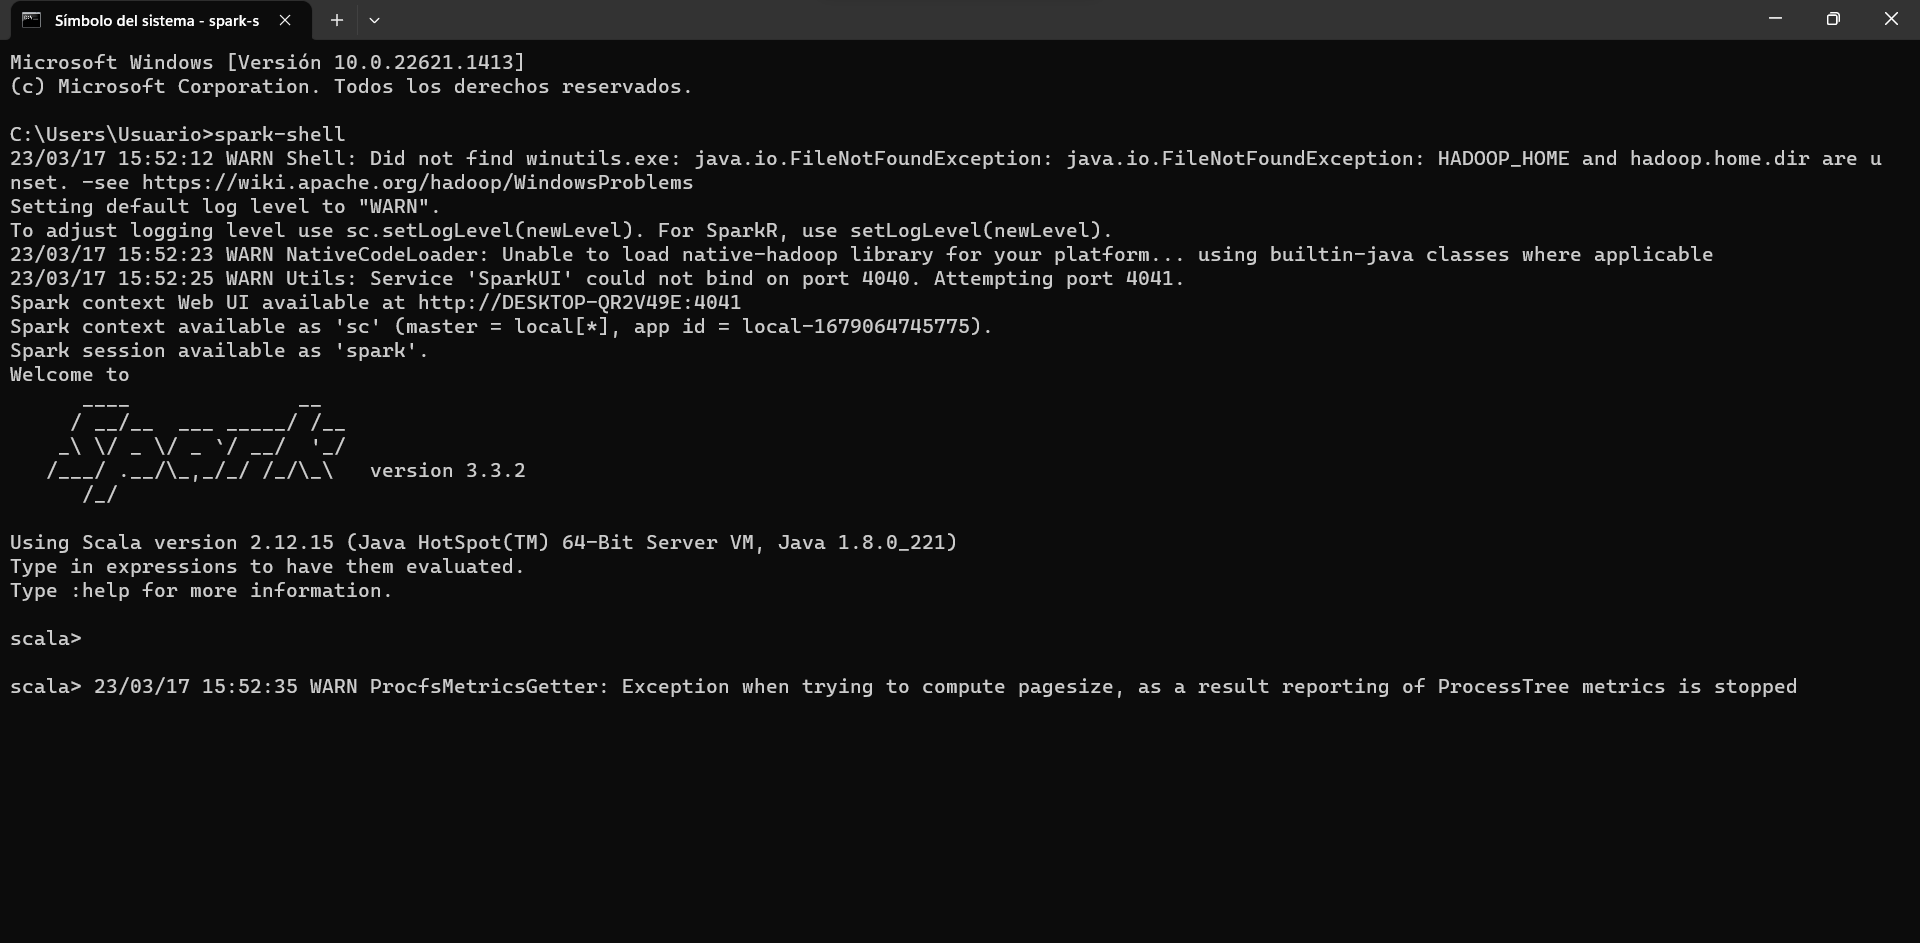 Símbolo del sistema - spark-s
Microsoft Windows [Versión 10.0.22621.1413]
(c) Microsoft Corporation. Todos los derechos reservados.
C:\Users\Usuario>spark-shell
23/03/17 15:52:12 WARN Shell: Did not find winutils.exe: java.io.FileNotFoundException: java.io.FileNotFoundException: HADOOP_HOME and hadoop.home.dir are u
nset. -see https://wiki.apache.org/hadoop/WindowsProblems
Setting default log level to "WARN".
To adjust logging level use sc.setLogLevel(newLevel). For SparkR, use setLogLevel(newLevel).
23/03/17 15:52:23 WARN NativeCodeLoader: Unable to load native-hadoop library for your platform... using builtin-java classes where applicable
23/03/17 15:52:25 WARN Utils: Service 'SparkUI' could not bind on port 4040. Attempting port 4041.
Spark context Web UI available at http://DESKTOP-QR2V49E:4041
Spark context available as 'sc' (master = local[*], app id = local-1679064745775).
Spark session available as 'spark'.
Welcome to
      ____              __
     / __/__  ___ _____/ /__
    _\ \/ _ \/ _ `/ __/  '_/
   /___/ .__/\_,_/_/ /_/\_\   version 3.3.2
      /_/
Using Scala version 2.12.15 (Java HotSpot(TM) 64-Bit Server VM, Java 1.8.0_221)
Type in expressions to have them evaluated.
Type :help for more information.
scala>
scala> 23/03/17 15:52:35 WARN ProcfsMetricsGetter: Exception when trying to compute pagesize, as a result reporting of ProcessTree metrics is stopped